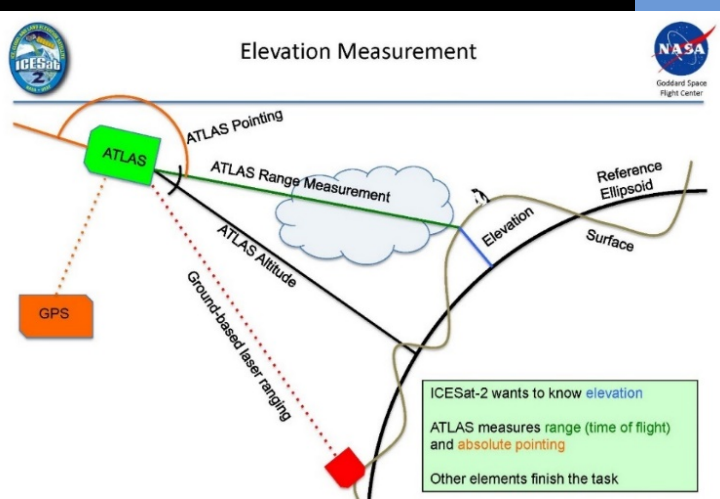 ICESat
2
Elevation Measurement
NASA
Goddard Space
Flight Center
ATLAS Pointing
ATLAS
ATLAS Range Measurement
Reference
Ellipsoid
Elevation
Surface
ATLAS Altitude
Ground-based laser ranging
GPS
ICESat-2 wants to know elevation
ATLAS measures range (time of flight)
and absolute pointing
Other elements finish the task